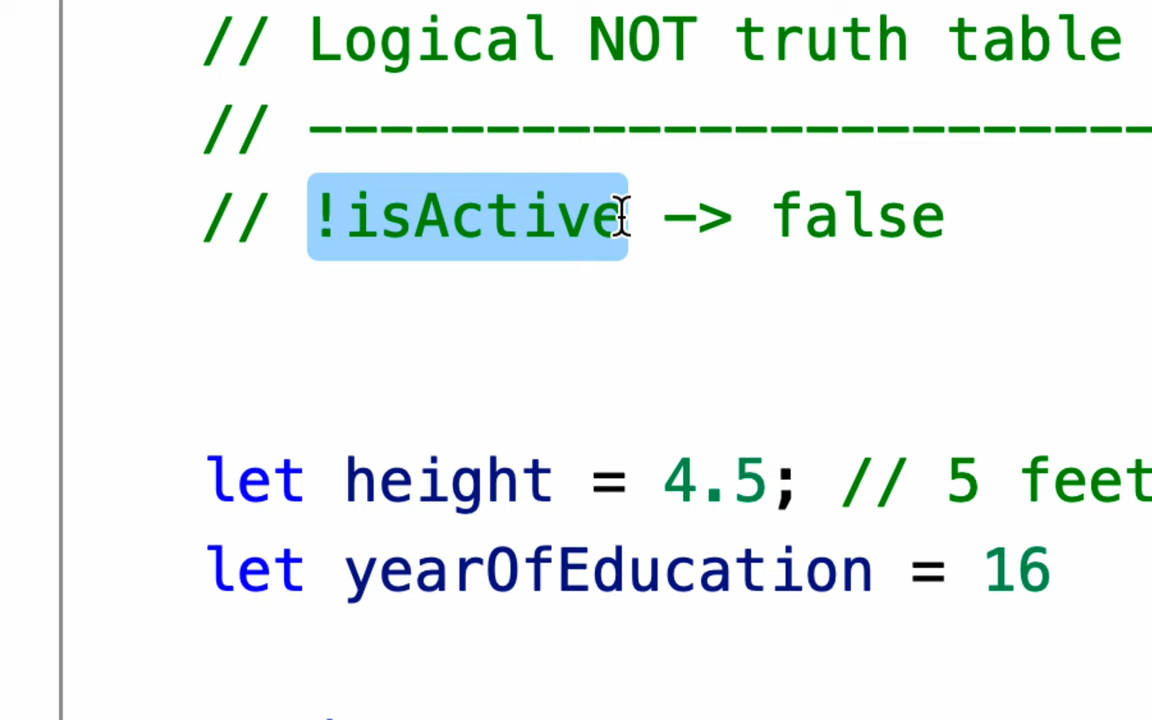 // Logical NOT truth table
// ------------------------
// !isActive -> false
let height = 4.5; // 5 feet
let yearOfEducation = 16